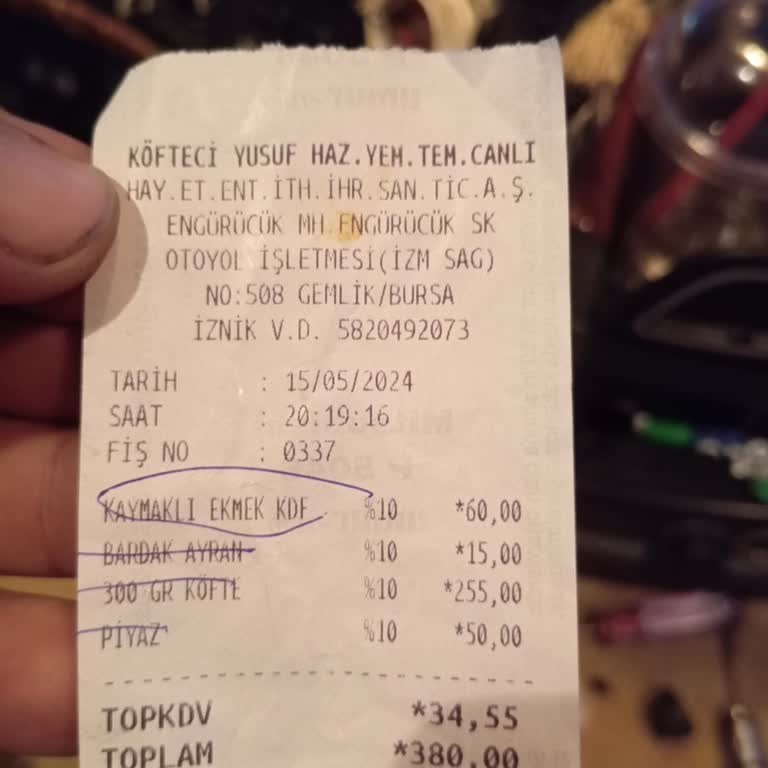 KÖFTECİ YUSUF HAZ.YEM.TEM.CANLI
HAY.ET.ENT.İTH.İHR.SAN.TİC.A.Ş.
ENGÜRÜCÜK MH.ENGÜRÜCÜK SK
OTOYOL İŞLETMESİ(İZM SAG)
NO:508 GEMLİK/BURSA
İZNİK V.D. 5820492073
TARİH : 15/05/2024
SAAT : 20:19:16
FİŞ NO : 0337
KAYMAKLI EKMEK KDF %10 *60,00
BARDAK AYRAN %10 *15,00
300 GR KÖFTE %10 *255,00
PİYAZ %10 *50,00
TOPKDV *34,55
TOPLAM *380,00